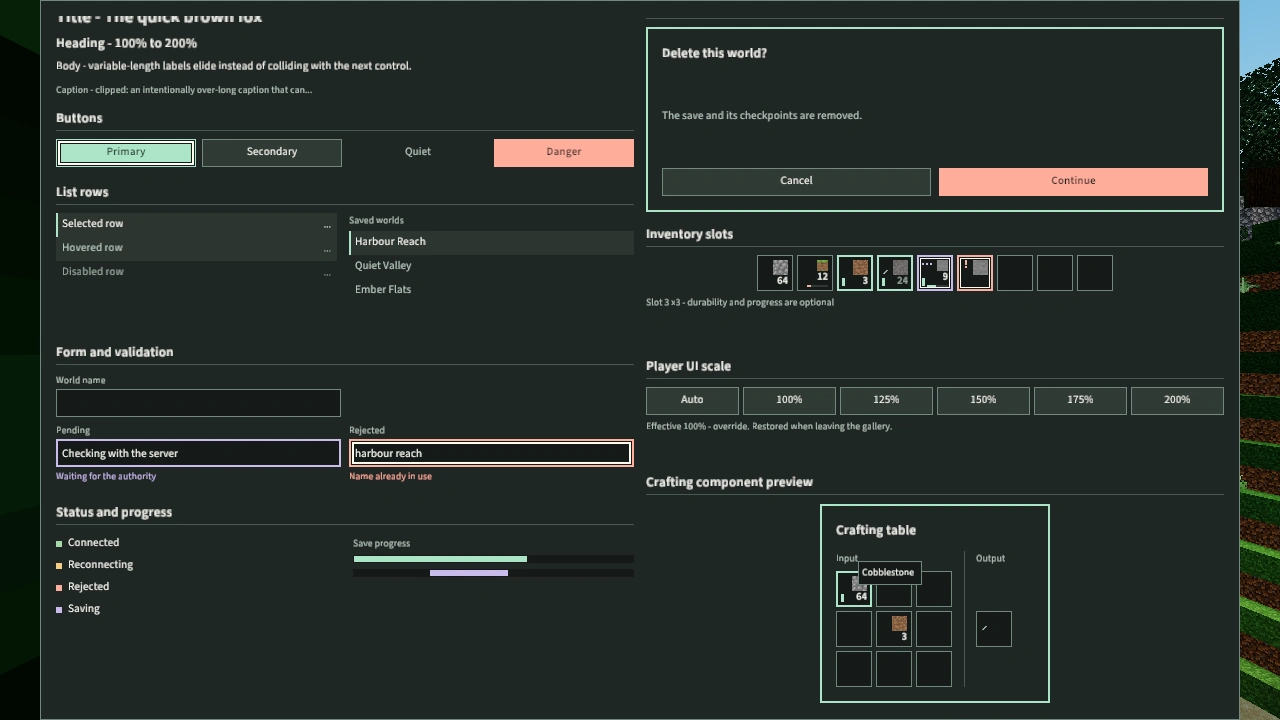 Title - The quick brown fox
Heading - 100% to 200%
Body - variable-length labels elide instead of colliding with the next control.
Caption - clipped: an intentionally over-long caption that can...
Buttons
Primary
Secondary
Quiet
Danger
List rows
Selected row ...
Hovered row ...
Disabled row ...
Saved worlds
Harbour Reach
Quiet Valley
Ember Flats
Form and validation
World name
Pending
Checking with the server
Waiting for the authority
Rejected
harbour reach
Name already in use
Status and progress
Connected
Reconnecting
Rejected
Saving
Save progress
Delete this world?
The save and its checkpoints are removed.
Cancel
Continue
Inventory slots
64
12
3
24
... 9
!
Slot 3 x3 - durability and progress are optional
Player UI scale
Auto
100%
125%
150%
175%
200%
Effective 100% - override. Restored when leaving the gallery.
Crafting component preview
Crafting table
Input
Output
Cobblestone
64
3